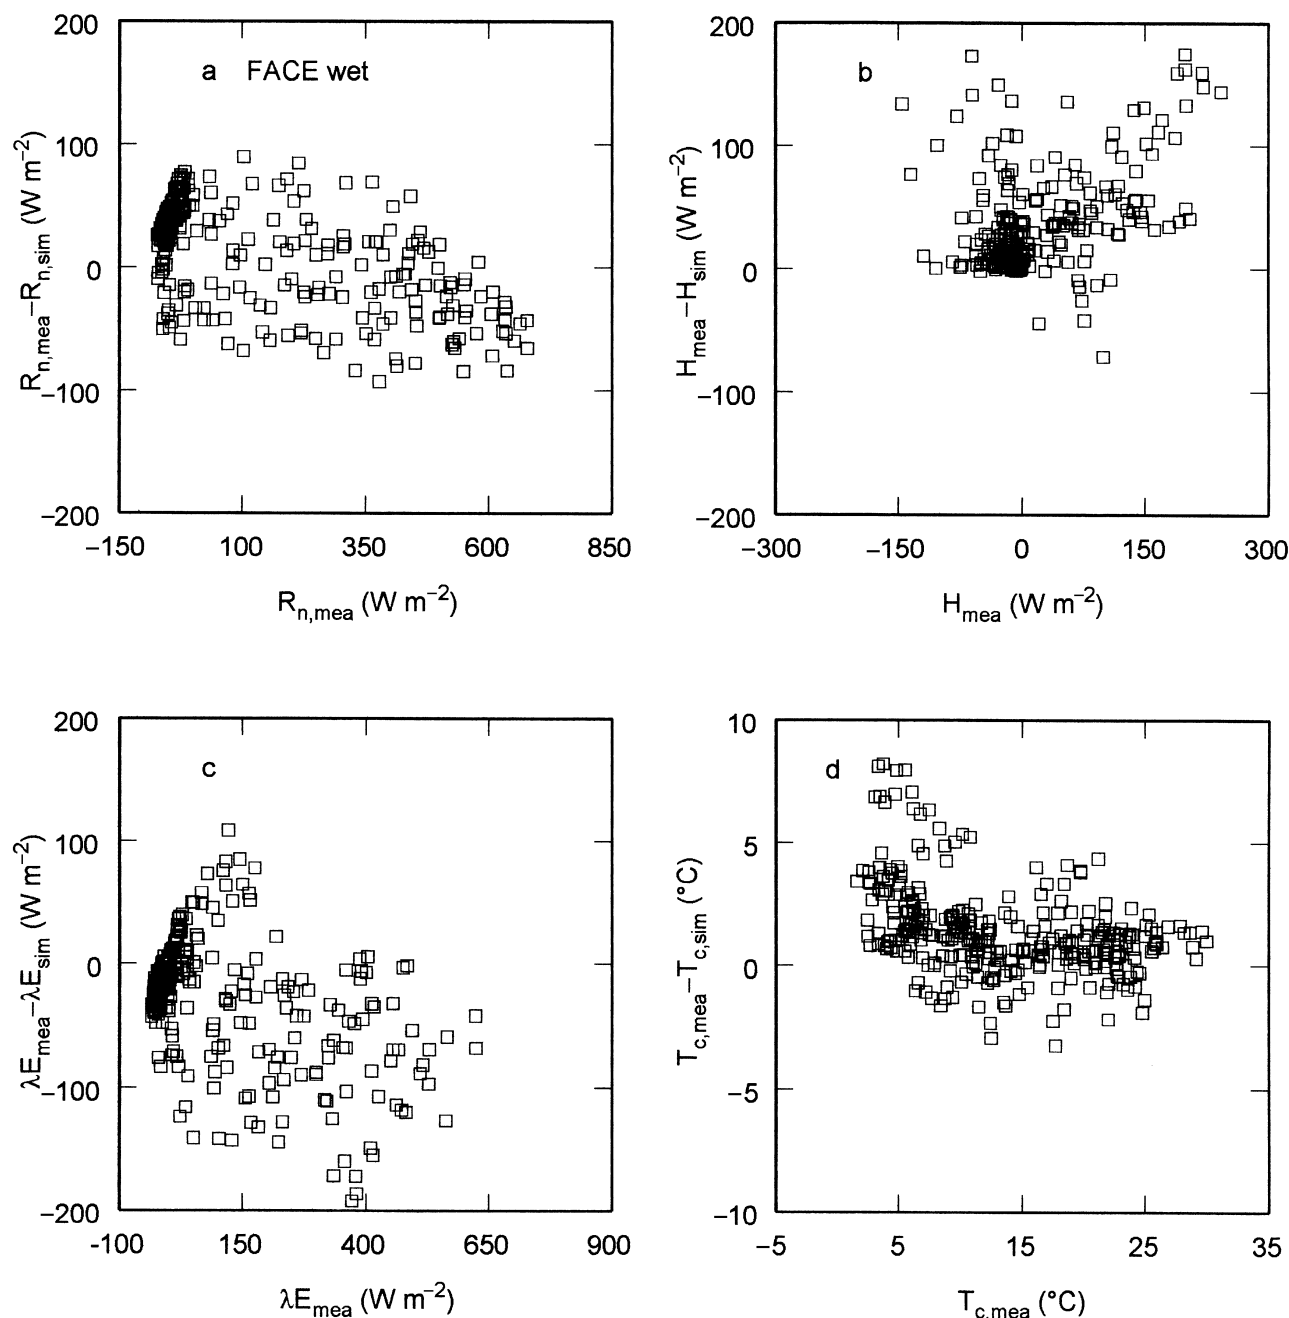 200
a FACE wet
100
0
−100
−200
R_n,mea−R_n,sim (W m⁻²)
−150 100 350 600 850
R_n,mea (W m⁻²)
200
b
100
0
−100
−200
H_mea−H_sim (W m⁻²)
−300 −150 0 150 300
H_mea (W m⁻²)
200
c
100
0
−100
−200
λE_mea−λE_sim (W m⁻²)
-100 150 400 650 900
λE_mea (W m⁻²)
10
d
5
0
−5
−10
T_c,mea−T_c,sim (°C)
−5 5 15 25 35
T_c,mea (°C)